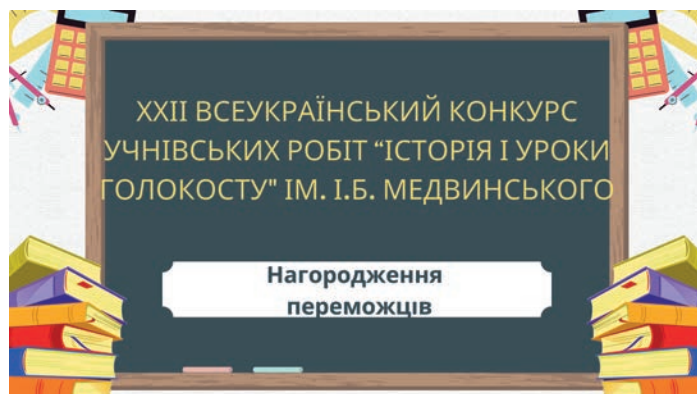 XXII ВСЕУКРАЇНСЬКИЙ КОНКУРС
УЧНІВСЬКИХ РОБІТ “ІСТОРІЯ І УРОКИ
ГОЛОКОСТУ" ІМ. І.Б. МЕДВИНСЬКОГО
Нагородження
переможців